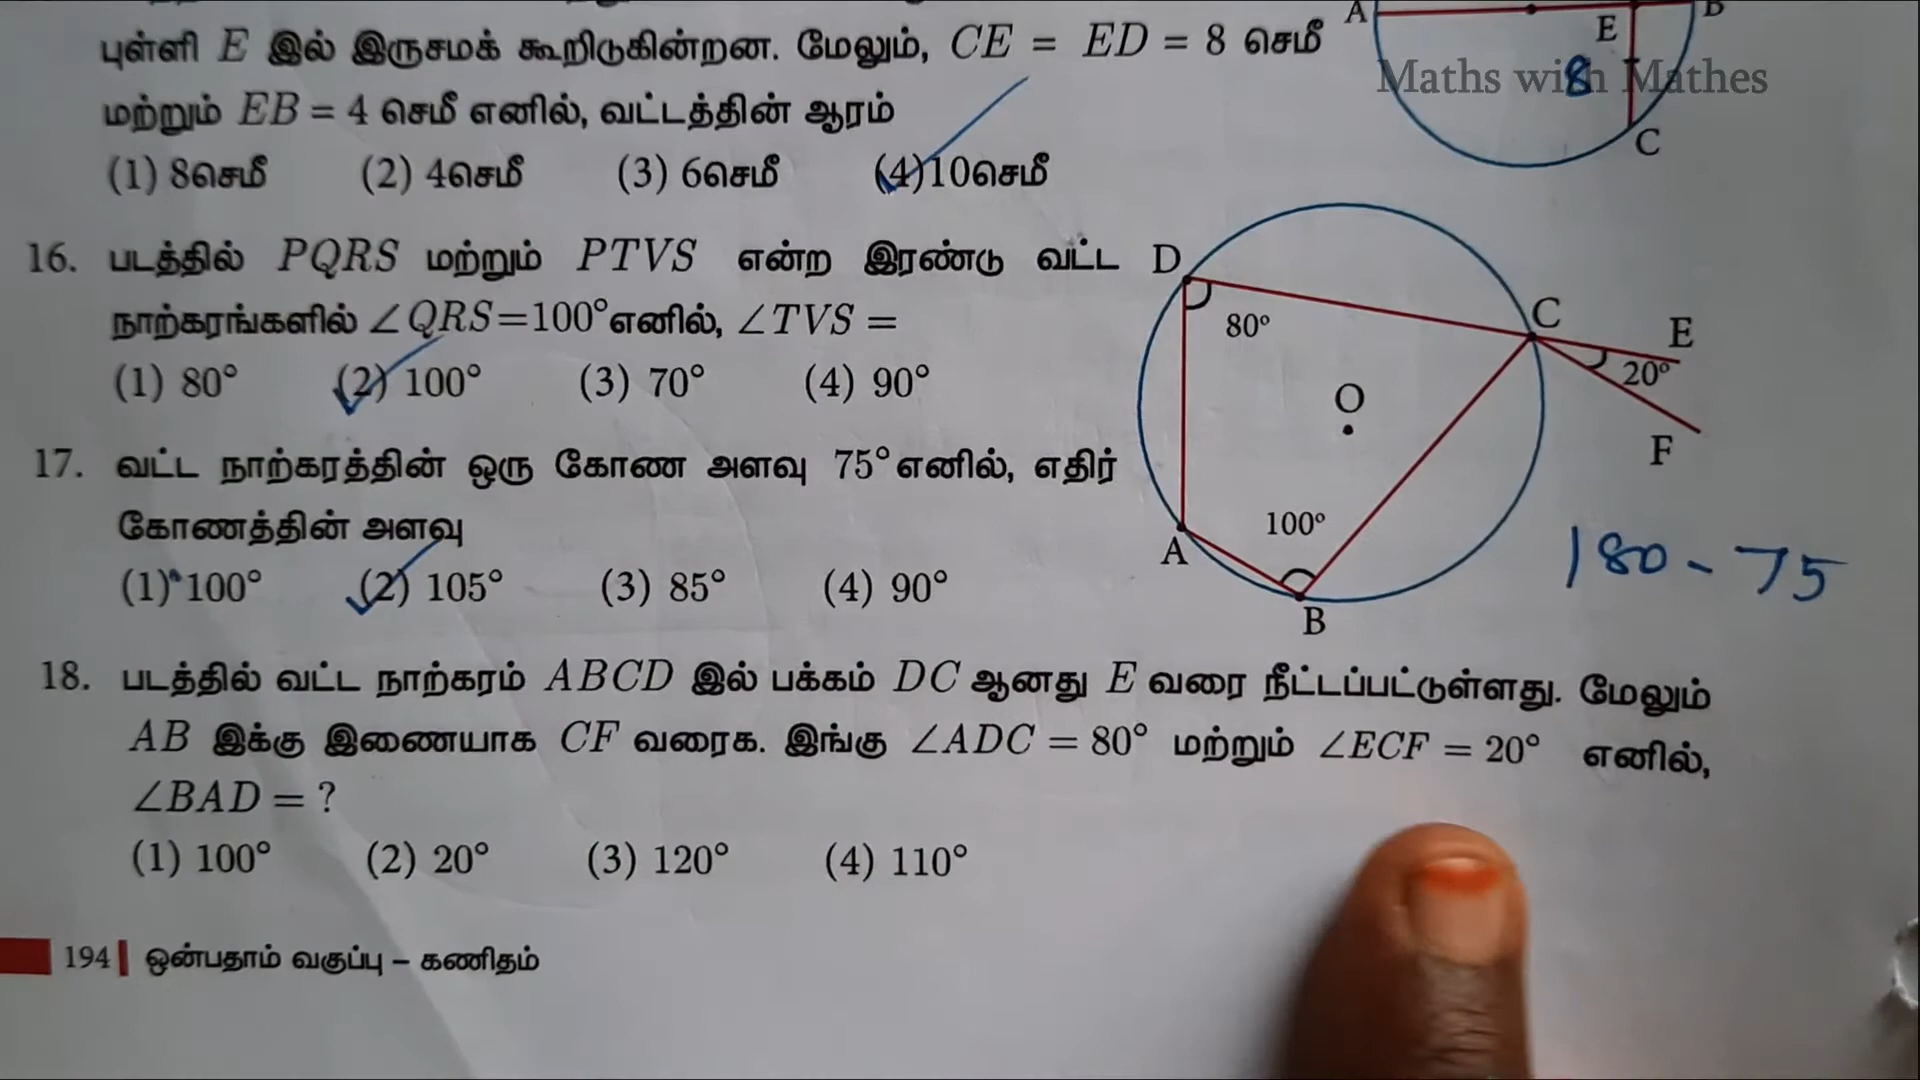 புள்ளி E இல் இருசமக் கூறிடுகின்றன. மேலும், CE = ED = 8 செமீ
மற்றும் EB = 4 செமீ எனில், வட்டத்தின் ஆரம்
(1) 8செமீ (2) 4செமீ (3) 6செமீ (4) 10செமீ
A E B
8
C
Maths with Mathes
16. படத்தில் PQRS மற்றும் PTVS என்ற இரண்டு வட்ட
நாற்கரங்களில் ∠QRS=100° எனில், ∠TVS =
(1) 80° (2) 100° (3) 70° (4) 90°
17. வட்ட நாற்கரத்தின் ஒரு கோண அளவு 75° எனில், எதிர்
கோணத்தின் அளவு
(1) 100° (2) 105° (3) 85° (4) 90°
D
C
E
80°
20°
O
F
100°
A
B
180 - 75
18. படத்தில் வட்ட நாற்கரம் ABCD இல் பக்கம் DC ஆனது E வரை நீட்டப்பட்டுள்ளது. மேலும்
AB இக்கு இணையாக CF வரைக. இங்கு ∠ADC = 80° மற்றும் ∠ECF = 20° எனில்,
∠BAD = ?
(1) 100° (2) 20° (3) 120° (4) 110°
194 ஒன்பதாம் வகுப்பு – கணிதம்